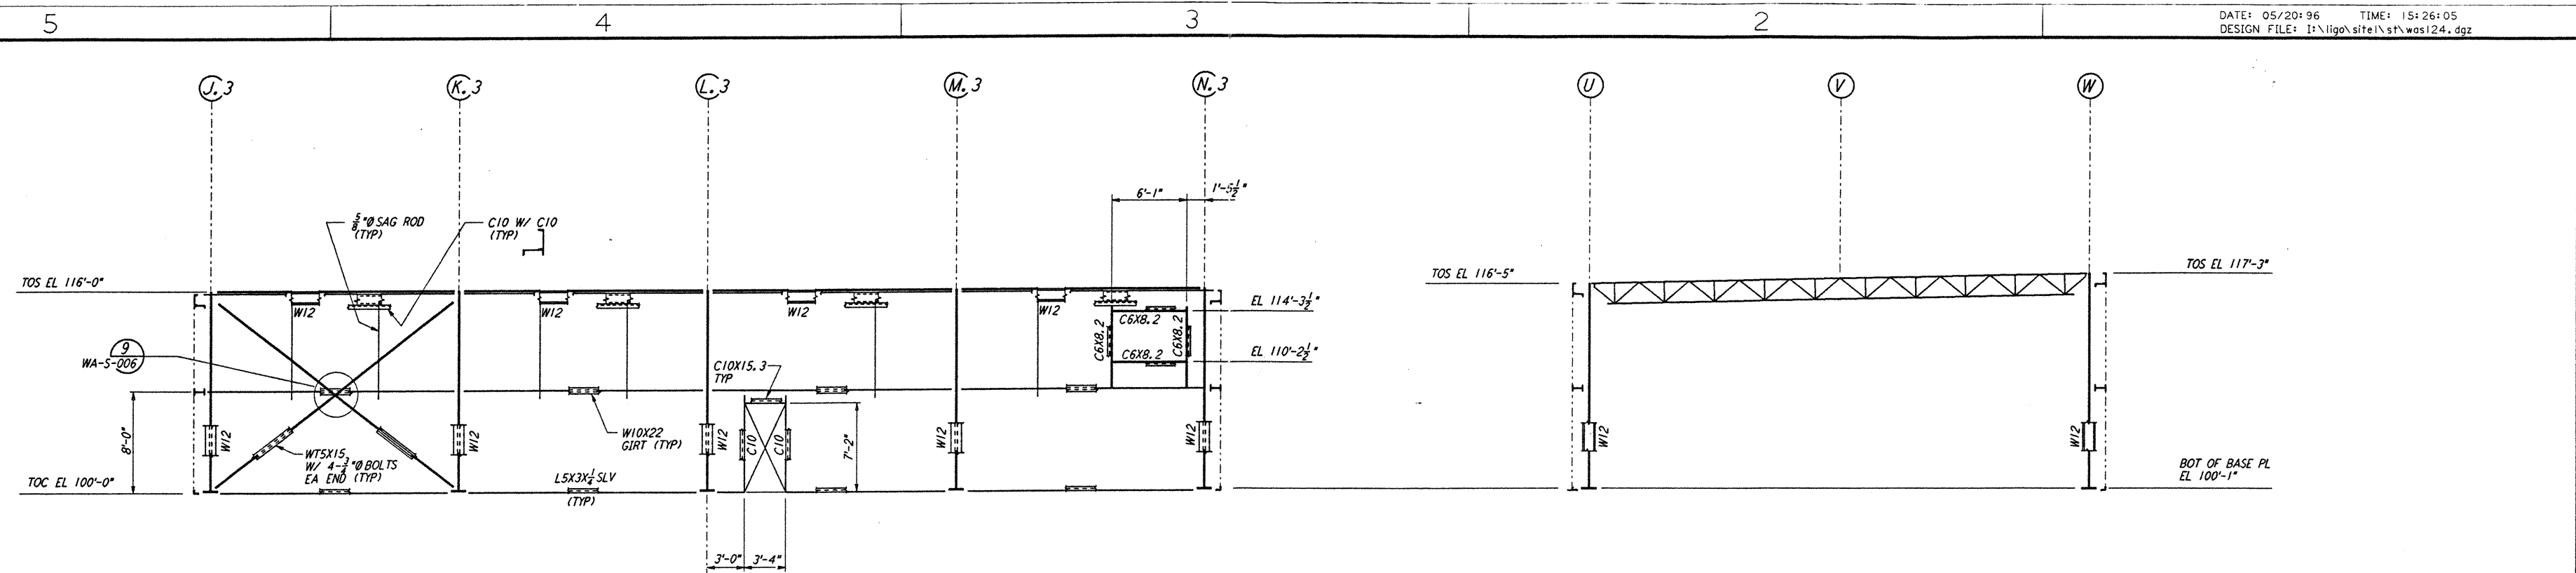 5
4
3
2
DATE: 05/20:96 TIME: 15:26:05
DESIGN FILE: I:\ligo\site1\st\was124.dgz
J.3
K.3
L.3
M.3
N.3
U
V
W
6'-1"
1'-5 1/2"
5/8"Ø SAG ROD
(TYP)
C10 W/ C10
(TYP)
TOS EL 116'-0"
TOS EL 116'-5"
TOS EL 117'-3"
W12
W12
W12
W12
EL 114'-3 1/2"
C6X8.2
C6X8.2
C6X8.2
C6X8.2
EL 110'-2 1/2"
9
WA-S-006
C10X15.3
TYP
8'-0"
W12
W12
W12
W12
W12
W12
W12
C10
C10
7'-2"
W10X22
GIRT (TYP)
WT5X15
W/ 4-3/4"Ø BOLTS
EA END (TYP)
L5X3X1/4 SLV
(TYP)
TOC EL 100'-0"
BOT OF BASE PL
EL 100'-1"
3'-0"
3'-4"